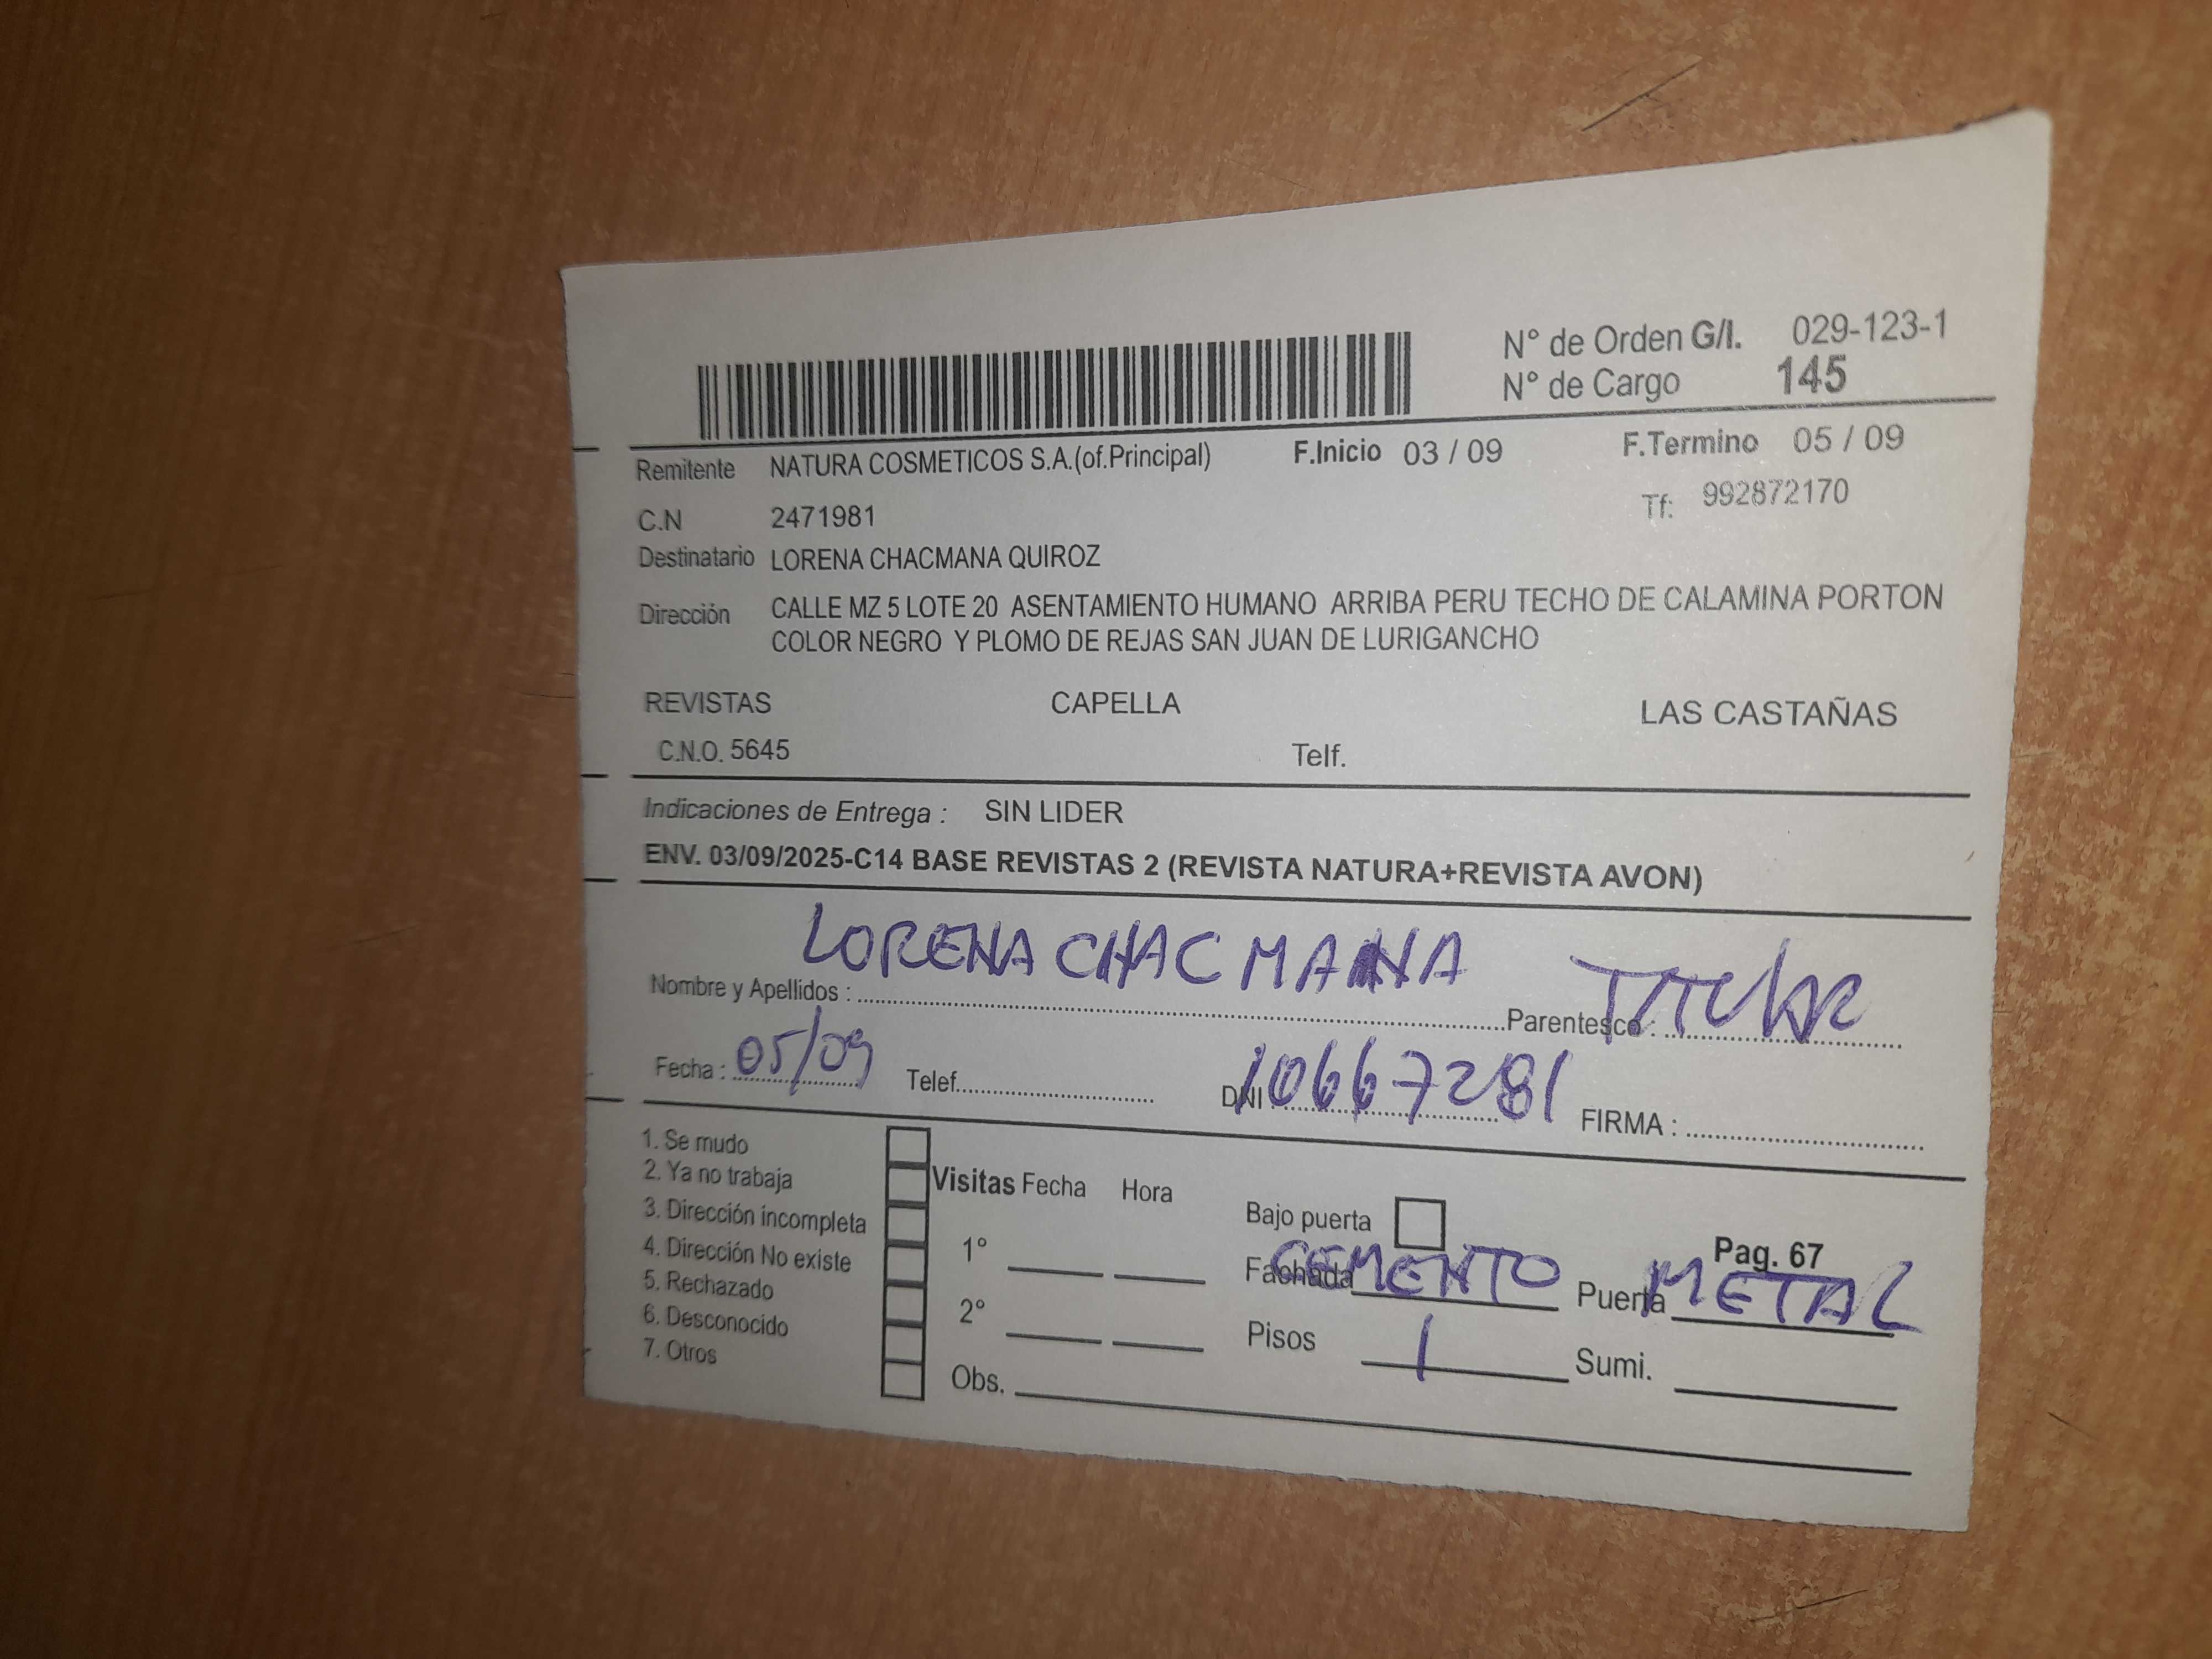 N° de Orden G/I. 029-123-1
N° de Cargo 145
Remitente NATURA COSMETICOS S.A.(of.Principal) F.Inicio 03 / 09 F.Termino 05 / 09
C.N 2471981 Tf: 992872170
Destinatario LORENA CHACMANA QUIROZ
Dirección CALLE MZ 5 LOTE 20 ASENTAMIENTO HUMANO ARRIBA PERU TECHO DE CALAMINA PORTON
COLOR NEGRO Y PLOMO DE REJAS SAN JUAN DE LURIGANCHO
REVISTAS CAPELLA LAS CASTAÑAS
C.N.O. 5645 Telf.
Indicaciones de Entrega : SIN LIDER
ENV. 03/09/2025-C14 BASE REVISTAS 2 (REVISTA NATURA+REVISTA AVON)
Nombre y Apellidos : LORENA CHACMANA Parentesco : TITULAR
Fecha : 05/09 Telef. DNI : 10667281 FIRMA :
1. Se mudo
2. Ya no trabaja
3. Dirección incompleta
4. Dirección No existe
5. Rechazado
6. Desconocido
7. Otros
Visitas Fecha Hora
1°
2°
Obs.
Bajo puerta
Pag. 67
Fachada CEMENTO Puerta METAL
Pisos 1 Sumi.